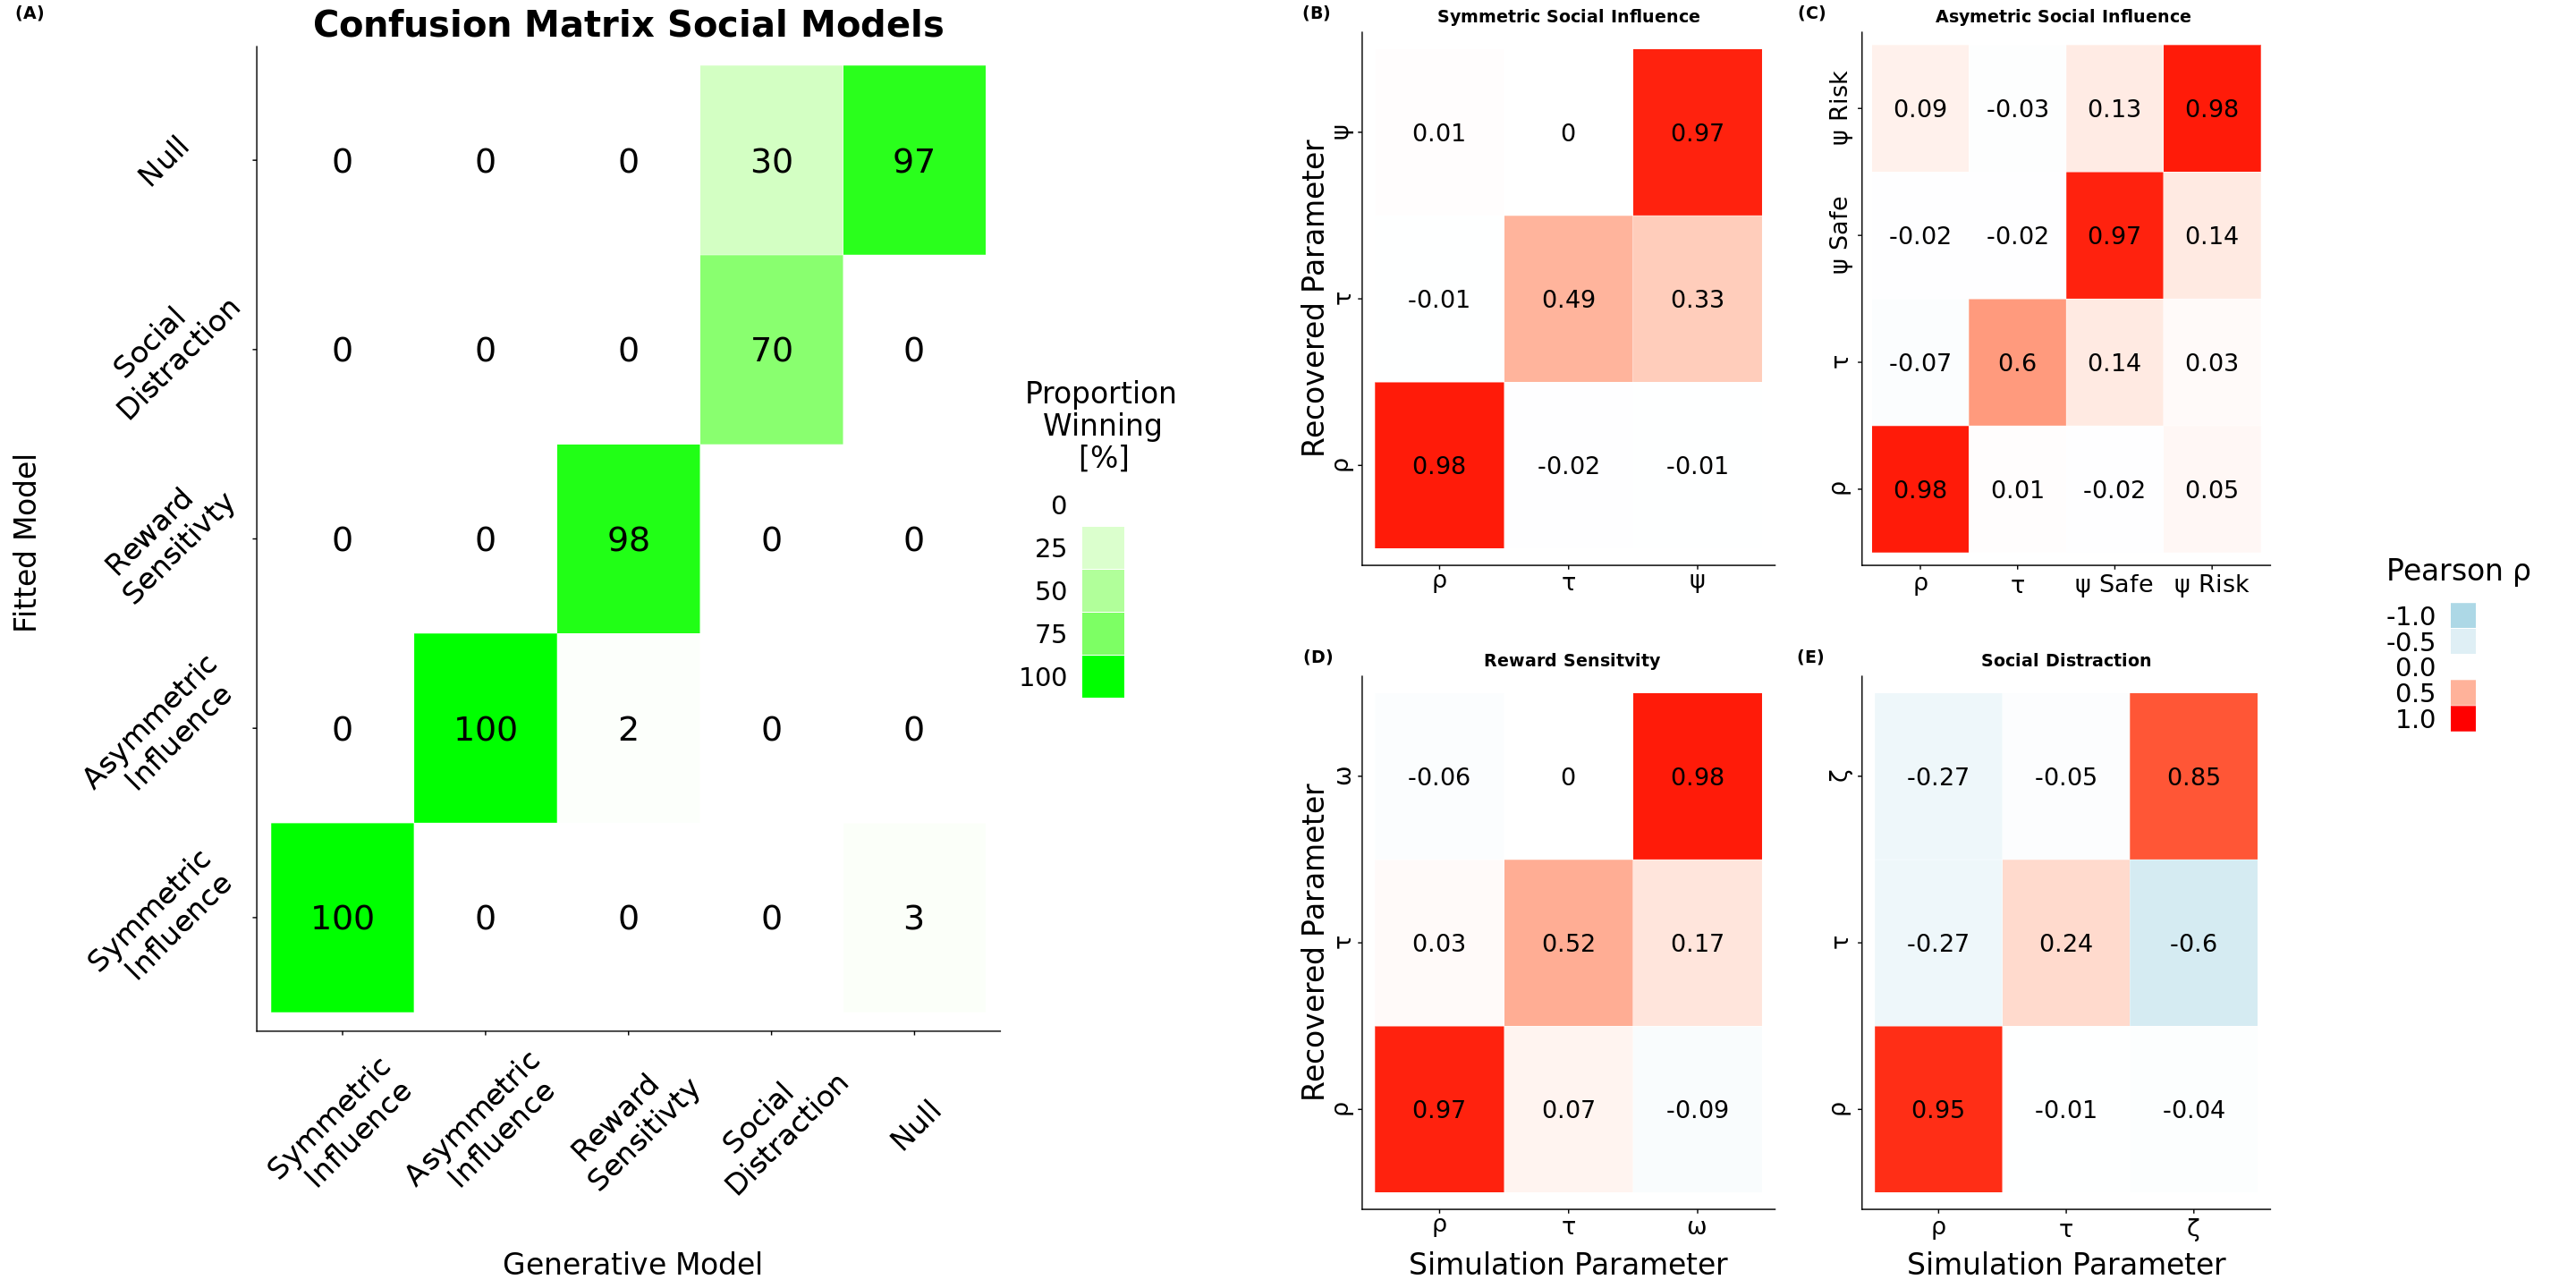 (A)
Confusion Matrix Social Models
Fitted Model
Null
0 0 0 30 97
Social
Distraction
0 0 0 70 0
Reward
Sensitivty
0 0 98 0 0
Asymmetric
Influence
0 100 2 0 0
Symmetric
Influence
100 0 0 0 3
Symmetric
Influence
Asymmetric
Influence
Reward
Sensitivty
Social
Distraction
Null
Generative Model
Proportion
Winning
[%]
0
25
50
75
100
(B)
Symmetric Social Influence
Recovered Parameter
ψ
0.01 0 0.97
τ
-0.01 0.49 0.33
ρ
0.98 -0.02 -0.01
ρ τ ψ
(C)
Asymetric Social Influence
ψ Risk
0.09 -0.03 0.13 0.98
ψ Safe
-0.02 -0.02 0.97 0.14
τ
-0.07 0.6 0.14 0.03
ρ
0.98 0.01 -0.02 0.05
ρ τ ψ Safe ψ Risk
(D)
Reward Sensitvity
Recovered Parameter
ω
-0.06 0 0.98
τ
0.03 0.52 0.17
ρ
0.97 0.07 -0.09
ρ τ ω
Simulation Parameter
(E)
Social Distraction
ζ
-0.27 -0.05 0.85
τ
-0.27 0.24 -0.6
ρ
0.95 -0.01 -0.04
ρ τ ζ
Simulation Parameter
Pearson ρ
-1.0
-0.5
0.0
0.5
1.0